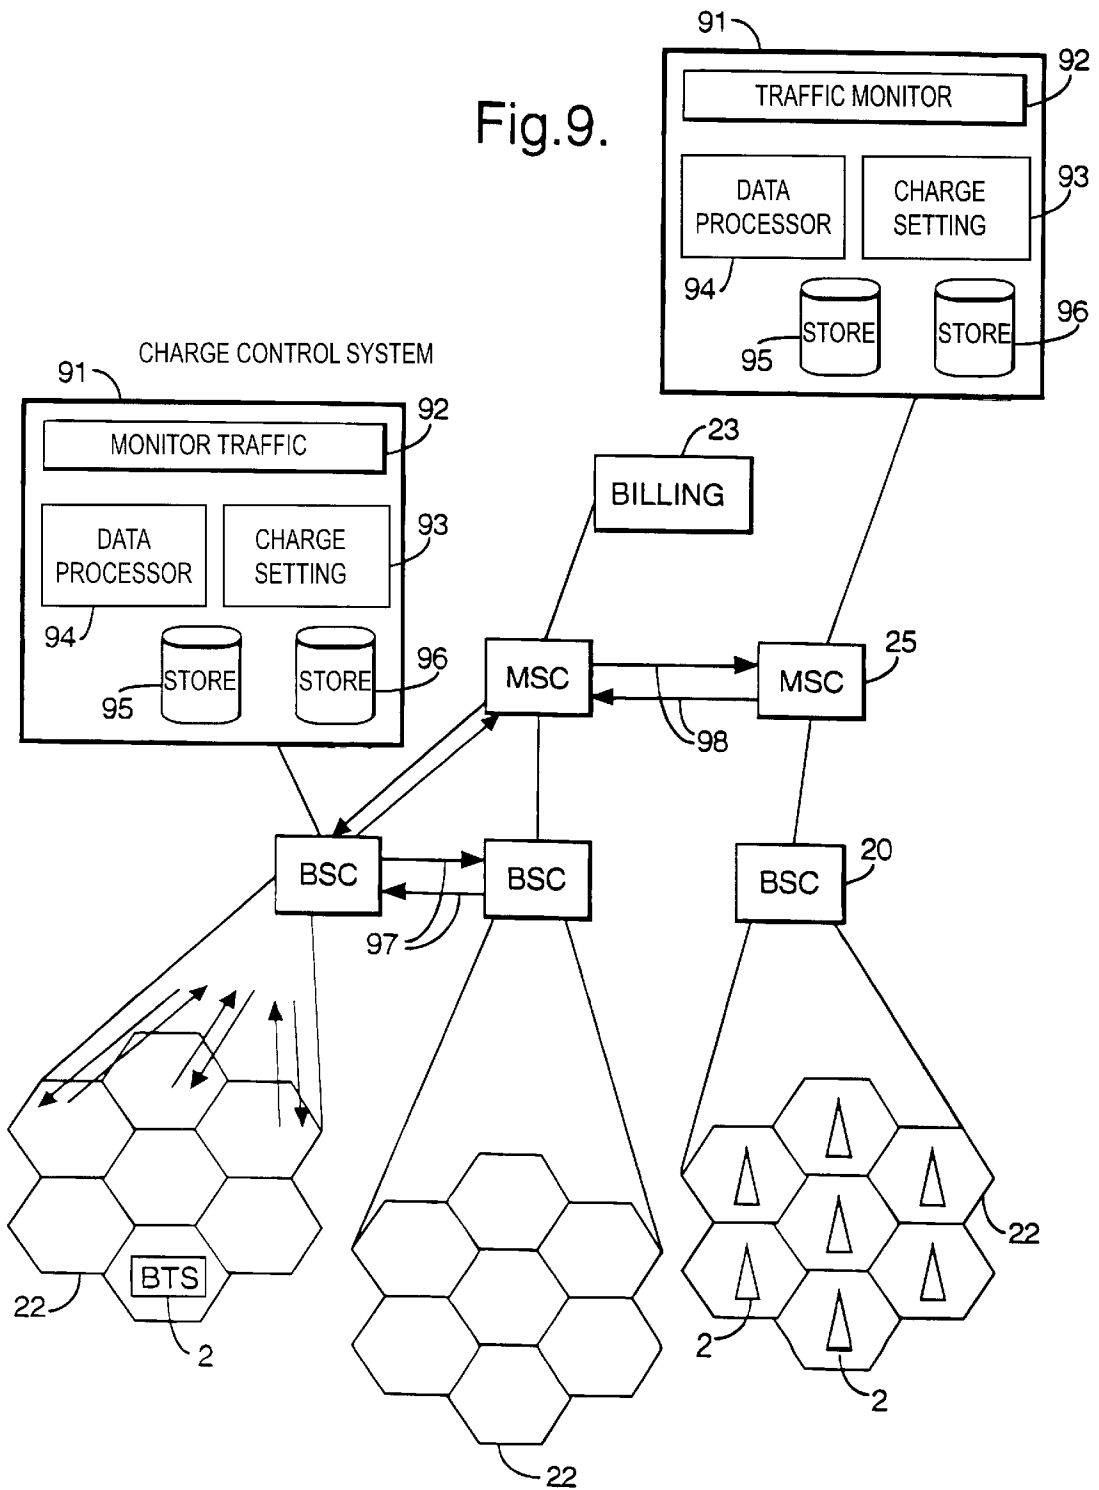 91
92
TRAFFIC MONITOR
Fig.9.
93
DATA
PROCESSOR
CHARGE
SETTING
94
STORE
STORE
95
96
CHARGE CONTROL SYSTEM
91
92
MONITOR TRAFFIC
23
BILLING
93
DATA
PROCESSOR
CHARGE
SETTING
94
STORE
STORE
95
96
MSC
MSC
25
98
BSC
BSC
BSC
20
97
BTS
22
2
22
2
2
22